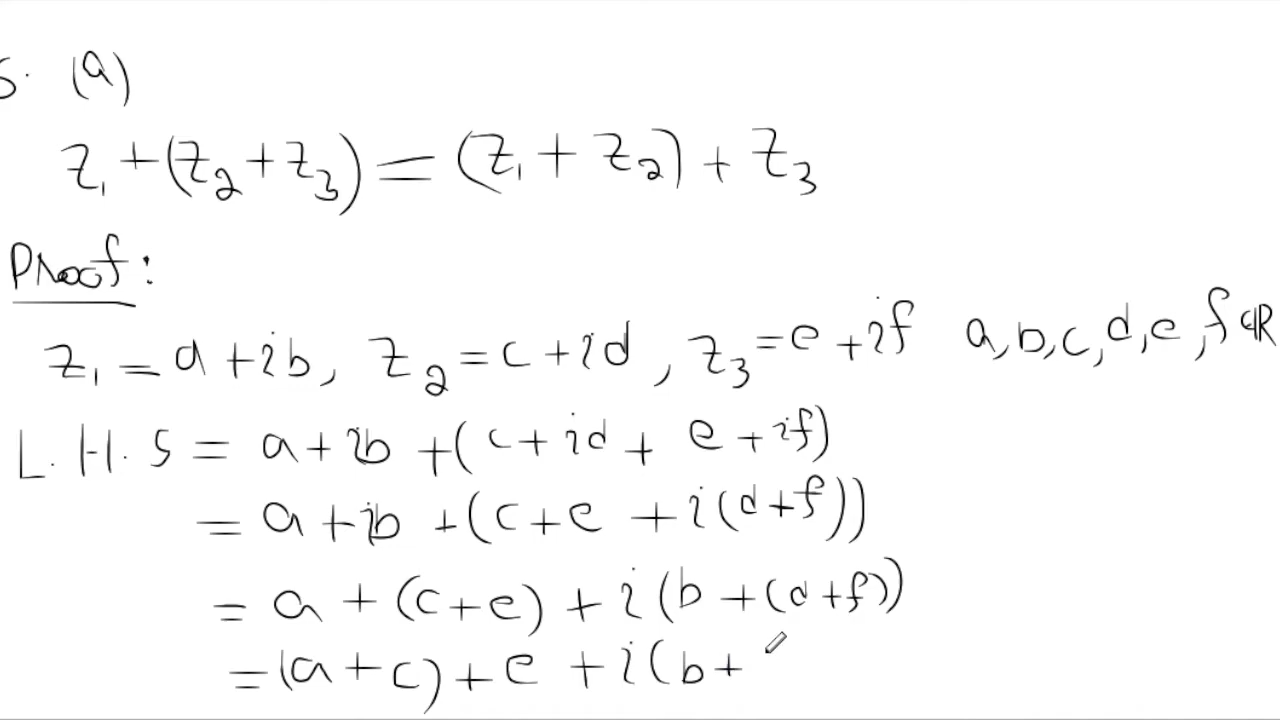 5. (a)
z₁ + (z₂ + z₃) = (z₁ + z₂) + z₃
Proof:
z₁ = a + ib, z₂ = c + id, z₃ = e + if a, b, c, d, e, f ∈ ℝ
L.H.S = a + ib + (c + id + e + if)
= a + ib + (c + e + i(d + f))
= a + (c + e) + i(b + (d + f))
= (a + c) + e + i(b +